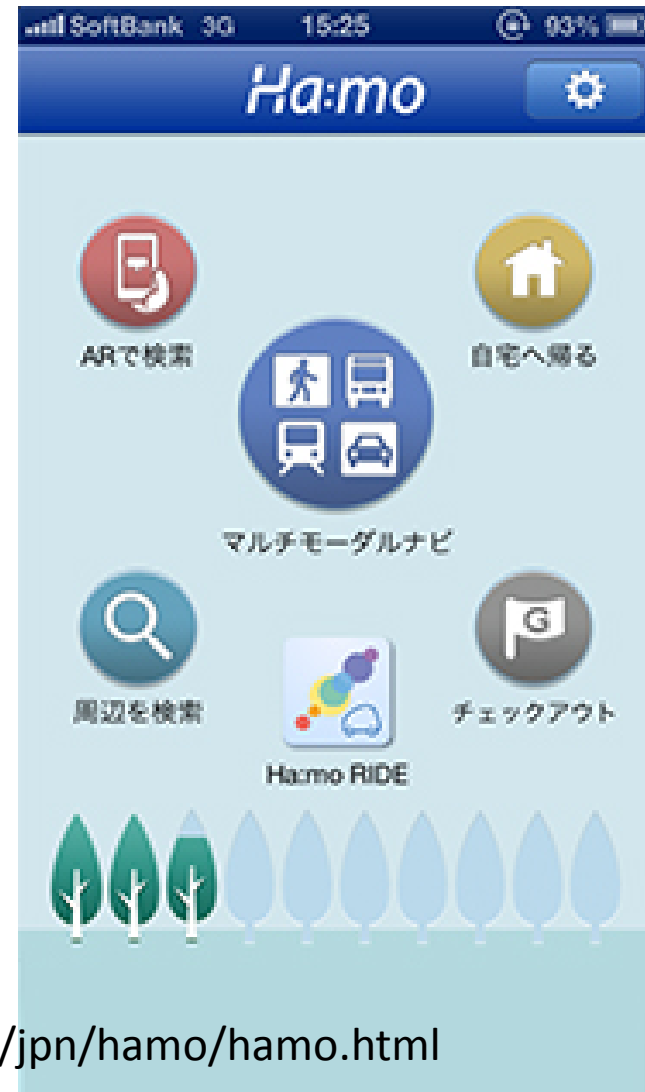 SoftBank 3G 15:25 93%
Ha:mo
ARで検索
自宅へ帰る
マルチモーダルナビ
周辺を検索
G
チェックアウト
Ha:mo RIDE
/jpn/hamo/hamo.html